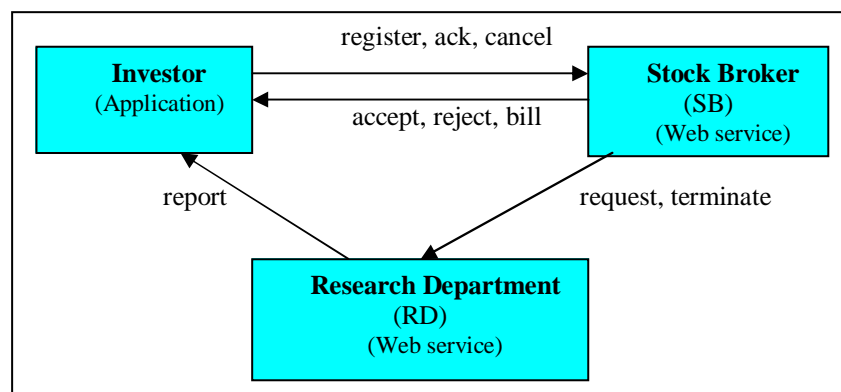 register, ack, cancel
Investor
(Application)
Stock Broker
(SB)
(Web service)
accept, reject, bill
report
request, terminate
Research Department
(RD)
(Web service)